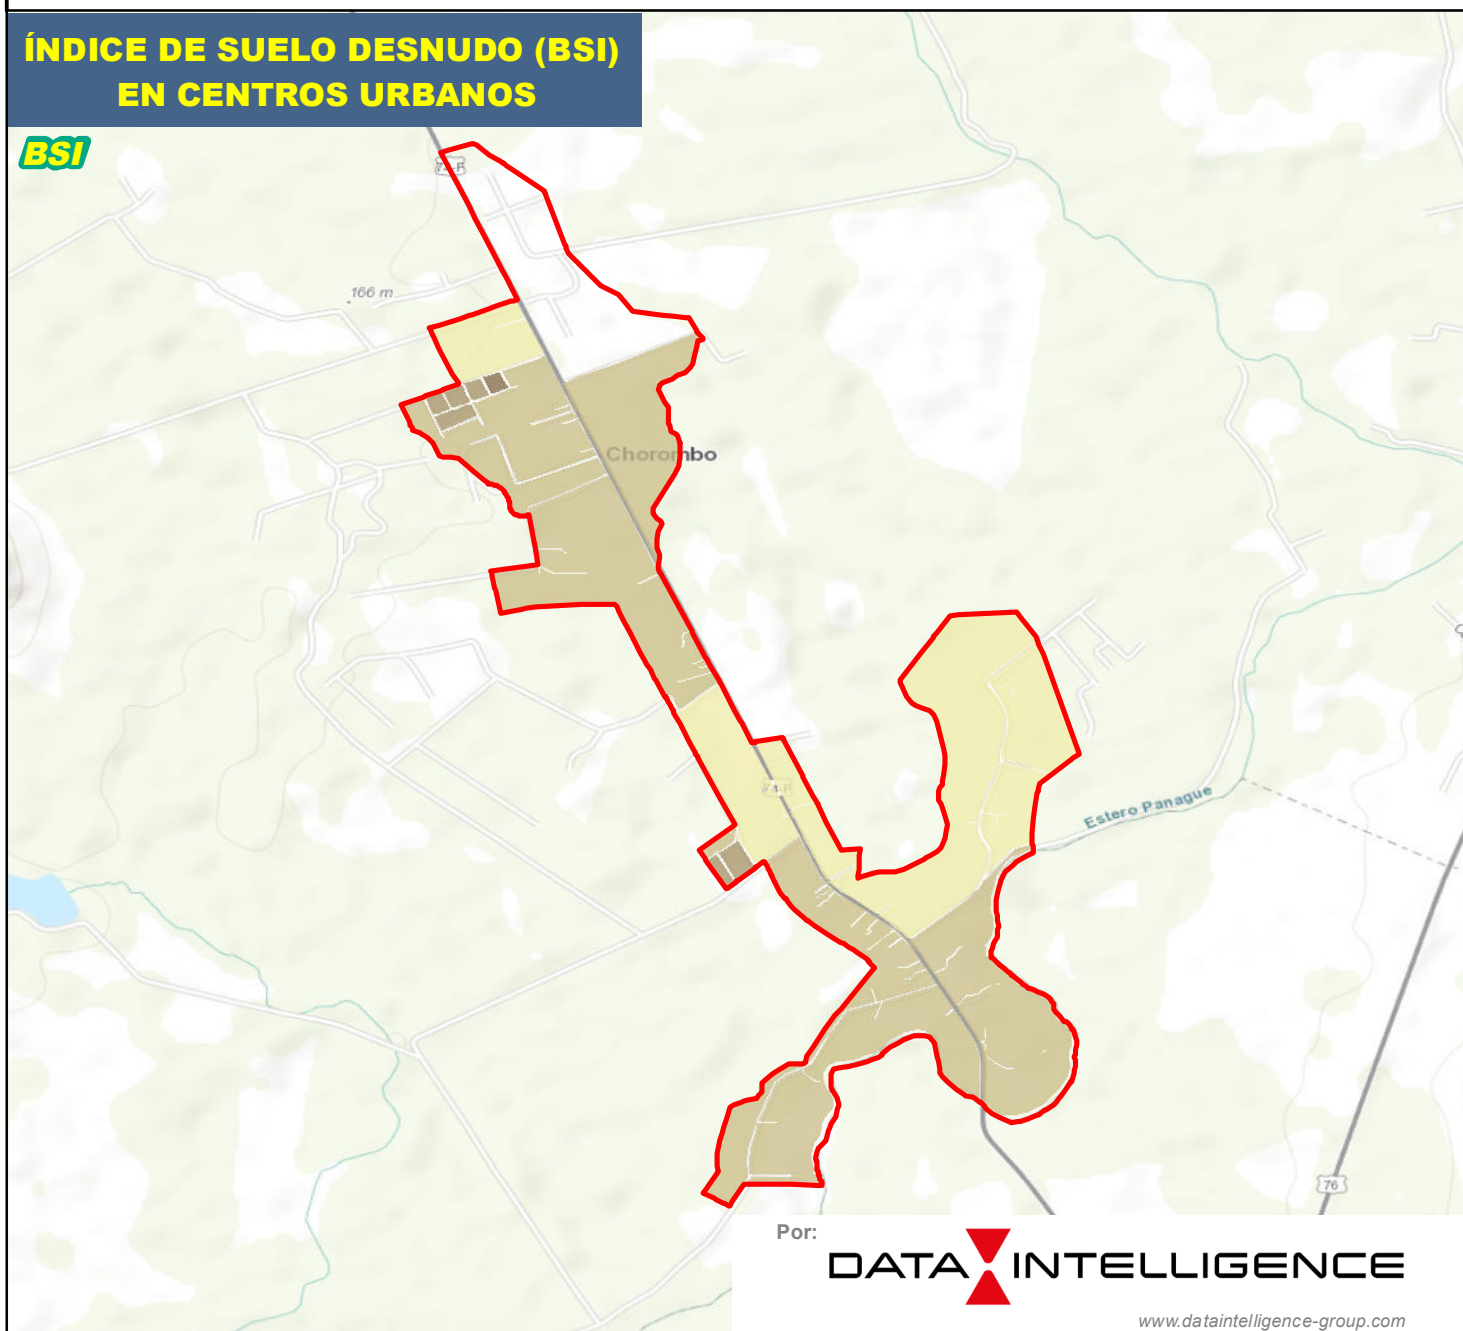 ÍNDICE DE SUELO DESNUDO (BSI)
EN CENTROS URBANOS
BSI
166 m
Chorombo
Estero Panague
76
Por:
DATA INTELLIGENCE
www.dataintelligence-group.com